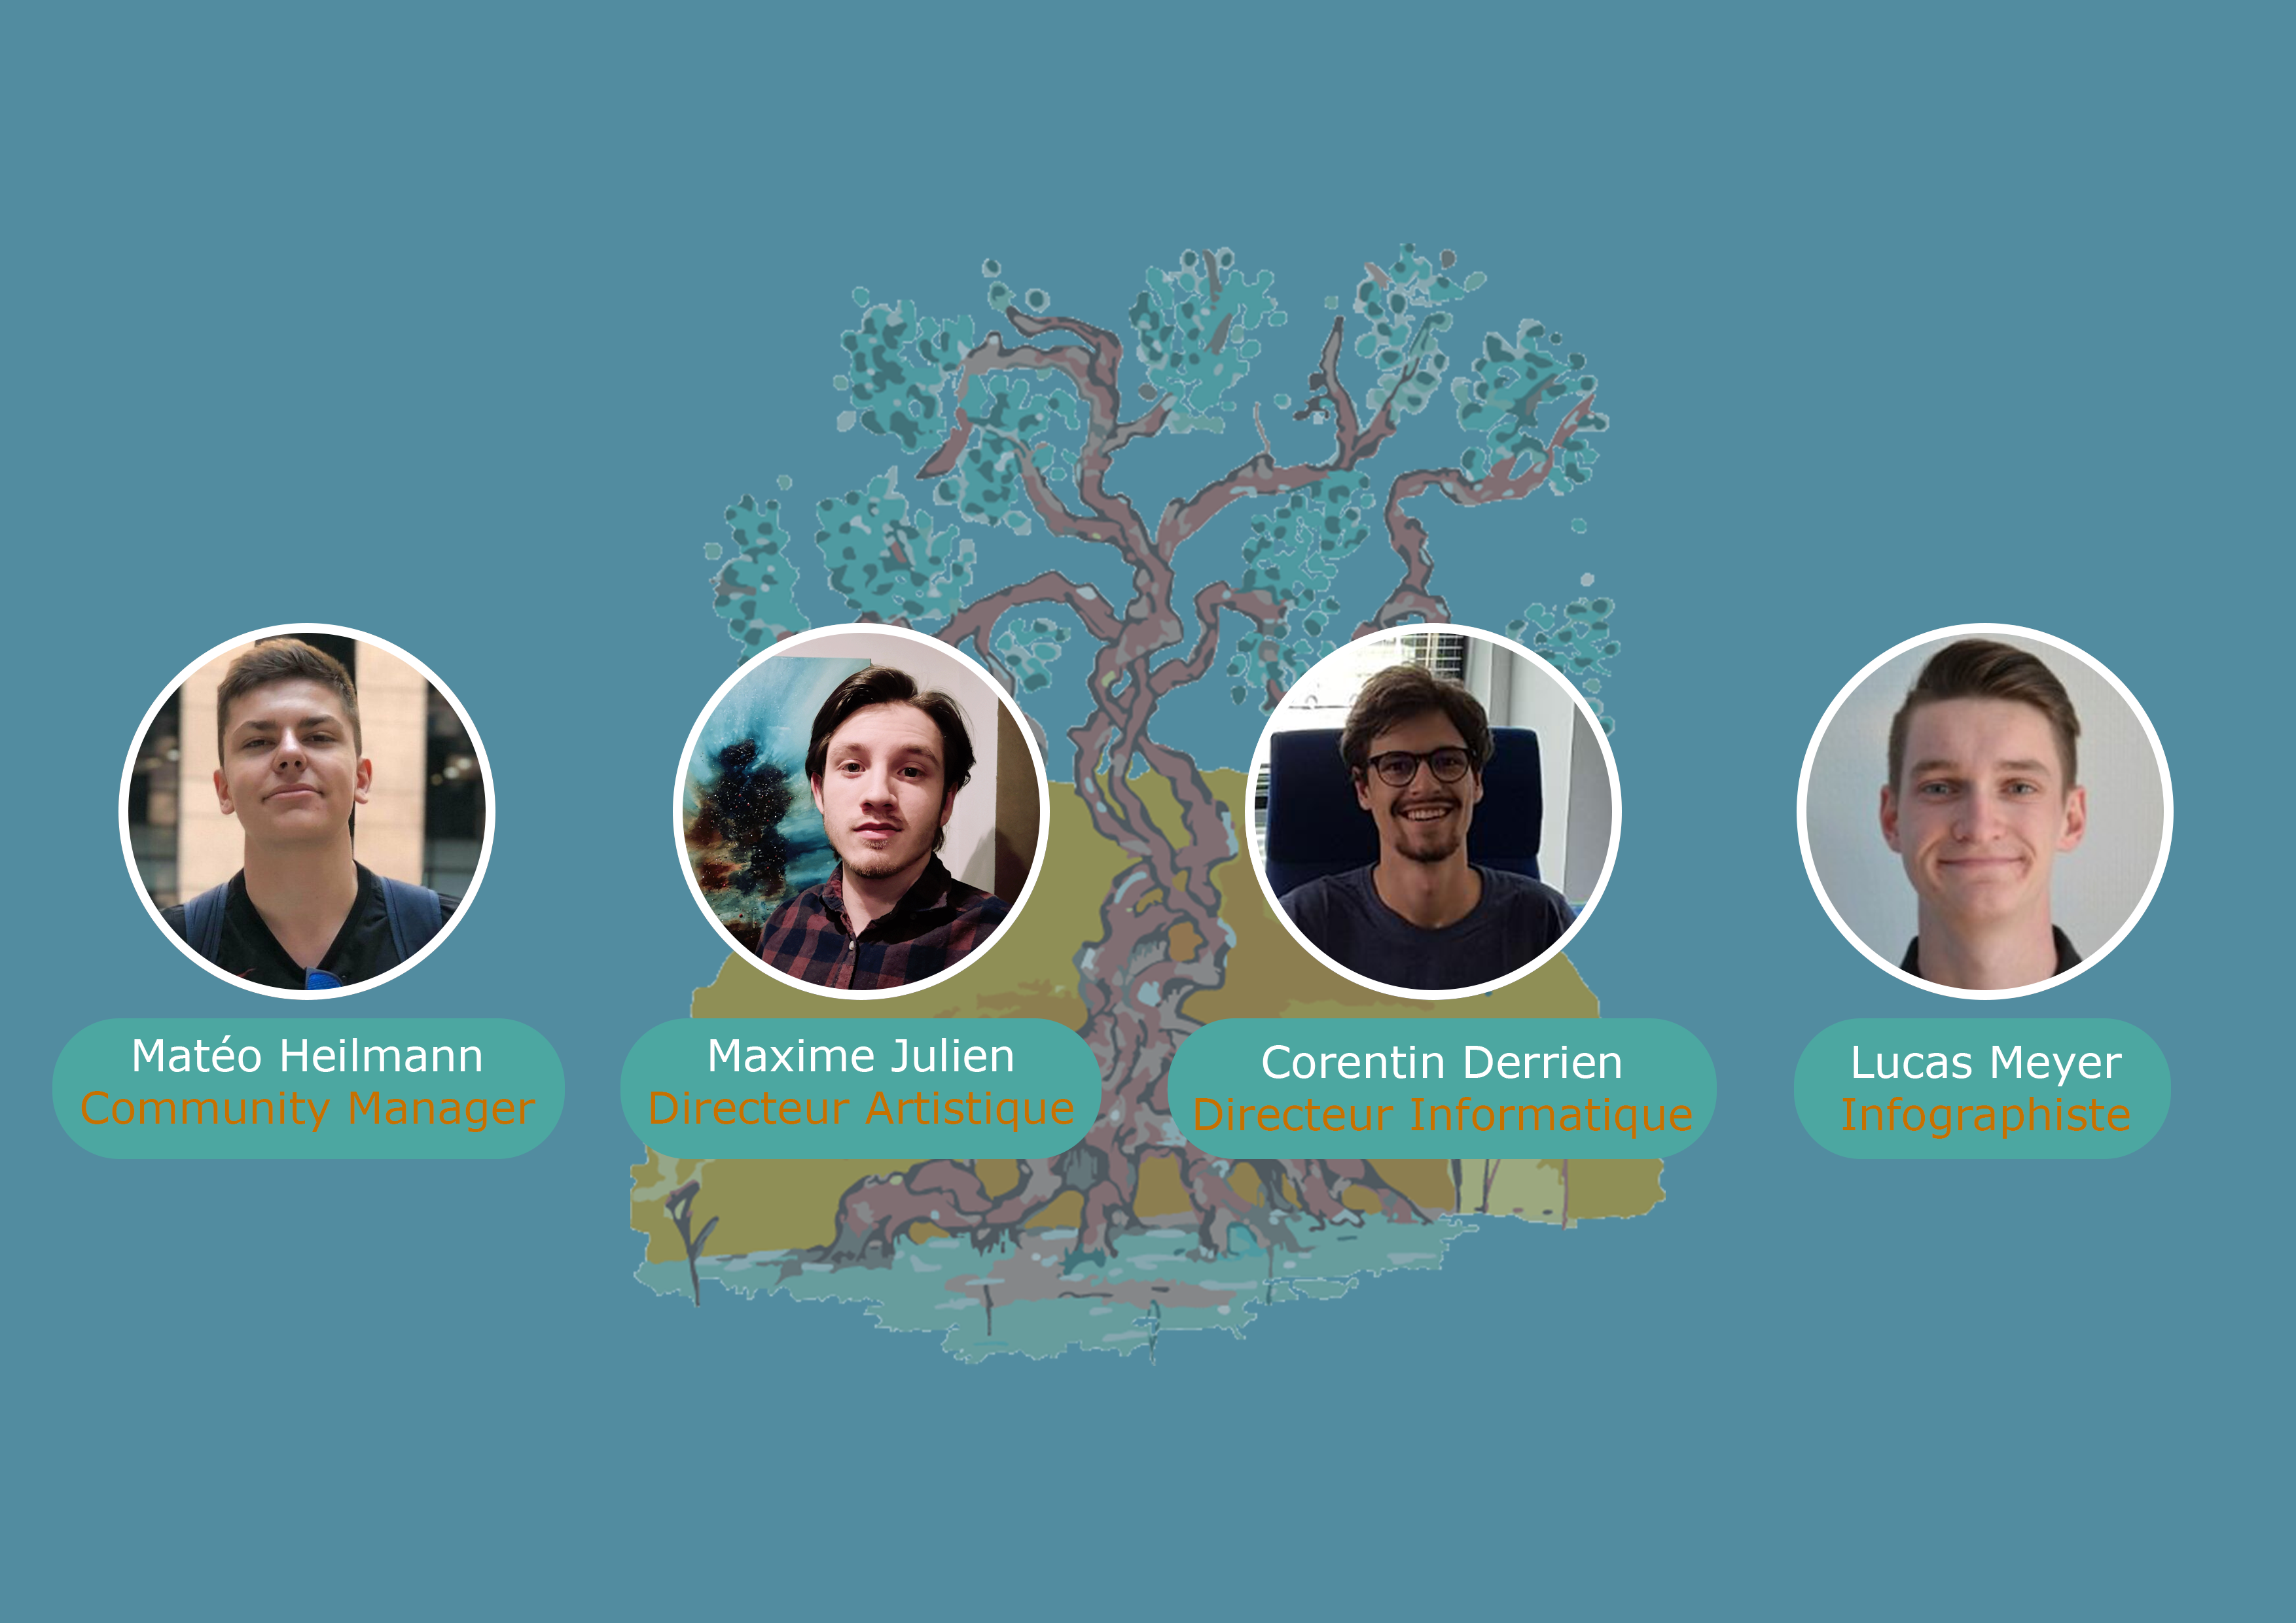 Matéo Heilmann
Community Manager
Maxime Julien
Directeur Artistique
Corentin Derrien
Directeur Informatique
Lucas Meyer
Infographiste